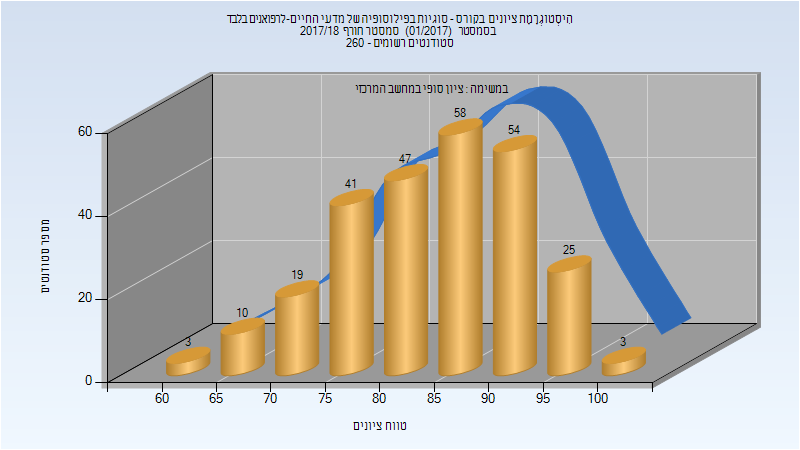 היסטוגרמת ציונים בקורס - סוגיות בפילוסופיה של מדעי החיים-לרפואנים בלבד
בסמסטר (01/2017) סמסטר חורף 2017/18
סטודנטים רשומים - 260
במשימה : ציון סופי במחשב המרכזי
58
54
47
41
25
19
10
3
3
60
40
20
0
מספר סטודנטים
60 65 70 75 80 85 90 95 100
טווח ציונים